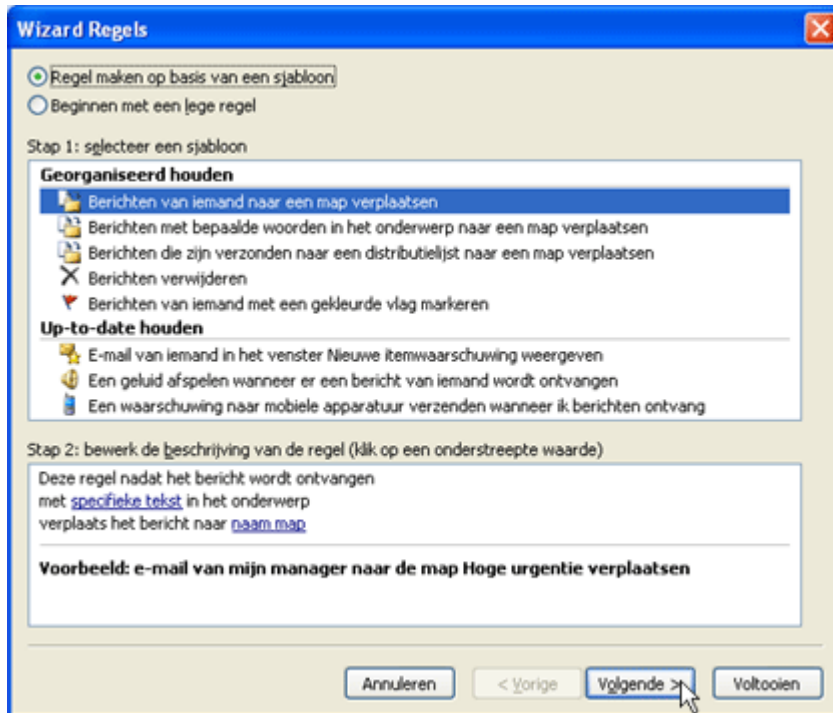 Wizard Regels
Regel maken op basis van een sjabloon
Beginnen met een lege regel
Stap 1: selecteer een sjabloon
Georganiseerd houden
Berichten van iemand naar een map verplaatsen
Berichten met bepaalde woorden in het onderwerp naar een map verplaatsen
Berichten die zijn verzonden naar een distributielijst naar een map verplaatsen
Berichten verwijderen
Berichten van iemand met een gekleurde vlag markeren
Up-to-date houden
E-mail van iemand in het venster Nieuwe itemwaarschuwing weergeven
Een geluid afspelen wanneer er een bericht van iemand wordt ontvangen
Een waarschuwing naar mobiele apparatuur verzenden wanneer ik berichten ontvang
Stap 2: bewerk de beschrijving van de regel (klik op een onderstreepte waarde)
Deze regel nadat het bericht wordt ontvangen
met specifieke tekst in het onderwerp
verplaats het bericht naar naam map
Voorbeeld: e-mail van mijn manager naar de map Hoge urgentie verplaatsen
Annuleren < Vorige Volgende > Voltooien